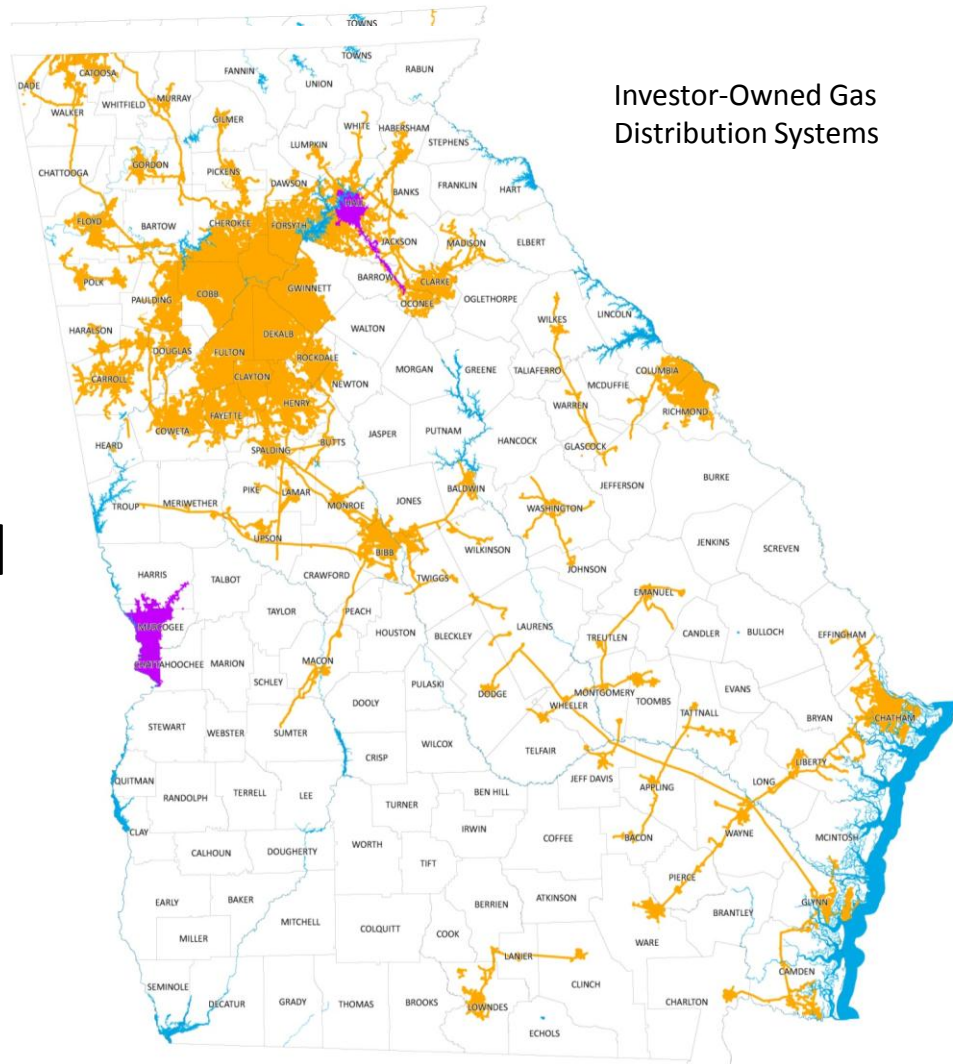 TOWNS
TOWNS
RABUN
FANNIN
UNION
CATOOSA
DADE
WALKER
WHITFIELD
MURRAY
GILMER
WHITE
HABERSHAM
LUMPKIN
STEPHENS
Investor-Owned Gas
Distribution Systems
CHATTOOGA
GORDON
PICKENS
DAWSON
HALL
BANKS
FRANKLIN
HART
FLOYD
BARTOW
CHEROKEE
FORSYTH
JACKSON
MADISON
ELBERT
POLK
PAULDING
COBB
GWINNETT
BARROW
CLARKE
OCONEE
OGLETHORPE
HARALSON
DOUGLAS
FULTON
DEKALB
ROCKDALE
WALTON
WILKES
LINCOLN
CARROLL
CLAYTON
NEWTON
MORGAN
GREENE
TALIAFERRO
MCDUFFIE
COLUMBIA
RICHMOND
COWETA
FAYETTE
HENRY
WARREN
HEARD
SPALDING
BUTTS
JASPER
PUTNAM
HANCOCK
GLASCOCK
JEFFERSON
BURKE
TROUP
MERIWETHER
PIKE
LAMAR
MONROE
JONES
BALDWIN
WASHINGTON
UPSON
BIBB
WILKINSON
JENKINS
SCREVEN
HARRIS
TALBOT
CRAWFORD
TWIGGS
JOHNSON
EMANUEL
MUSCOGEE
TAYLOR
PEACH
HOUSTON
BLECKLEY
LAURENS
TREUTLEN
CANDLER
BULLOCH
EFFINGHAM
CHATTAHOOCHEE
MARION
MACON
SCHLEY
DOOLY
PULASKI
DODGE
WHEELER
MONTGOMERY
TOOMBS
TATTNALL
EVANS
BRYAN
CHATHAM
STEWART
WEBSTER
SUMTER
CRISP
WILCOX
TELFAIR
JEFF DAVIS
APPLING
LONG
LIBERTY
QUITMAN
RANDOLPH
TERRELL
LEE
TURNER
BEN HILL
IRWIN
COFFEE
BACON
WAYNE
MCINTOSH
CLAY
CALHOUN
DOUGHERTY
WORTH
TIFT
PIERCE
EARLY
BAKER
MITCHELL
COLQUITT
COOK
BERRIEN
ATKINSON
WARE
BRANTLEY
GLYNN
MILLER
LANIER
CLINCH
CHARLTON
CAMDEN
SEMINOLE
DECATUR
GRADY
THOMAS
BROOKS
LOWNDES
ECHOLS